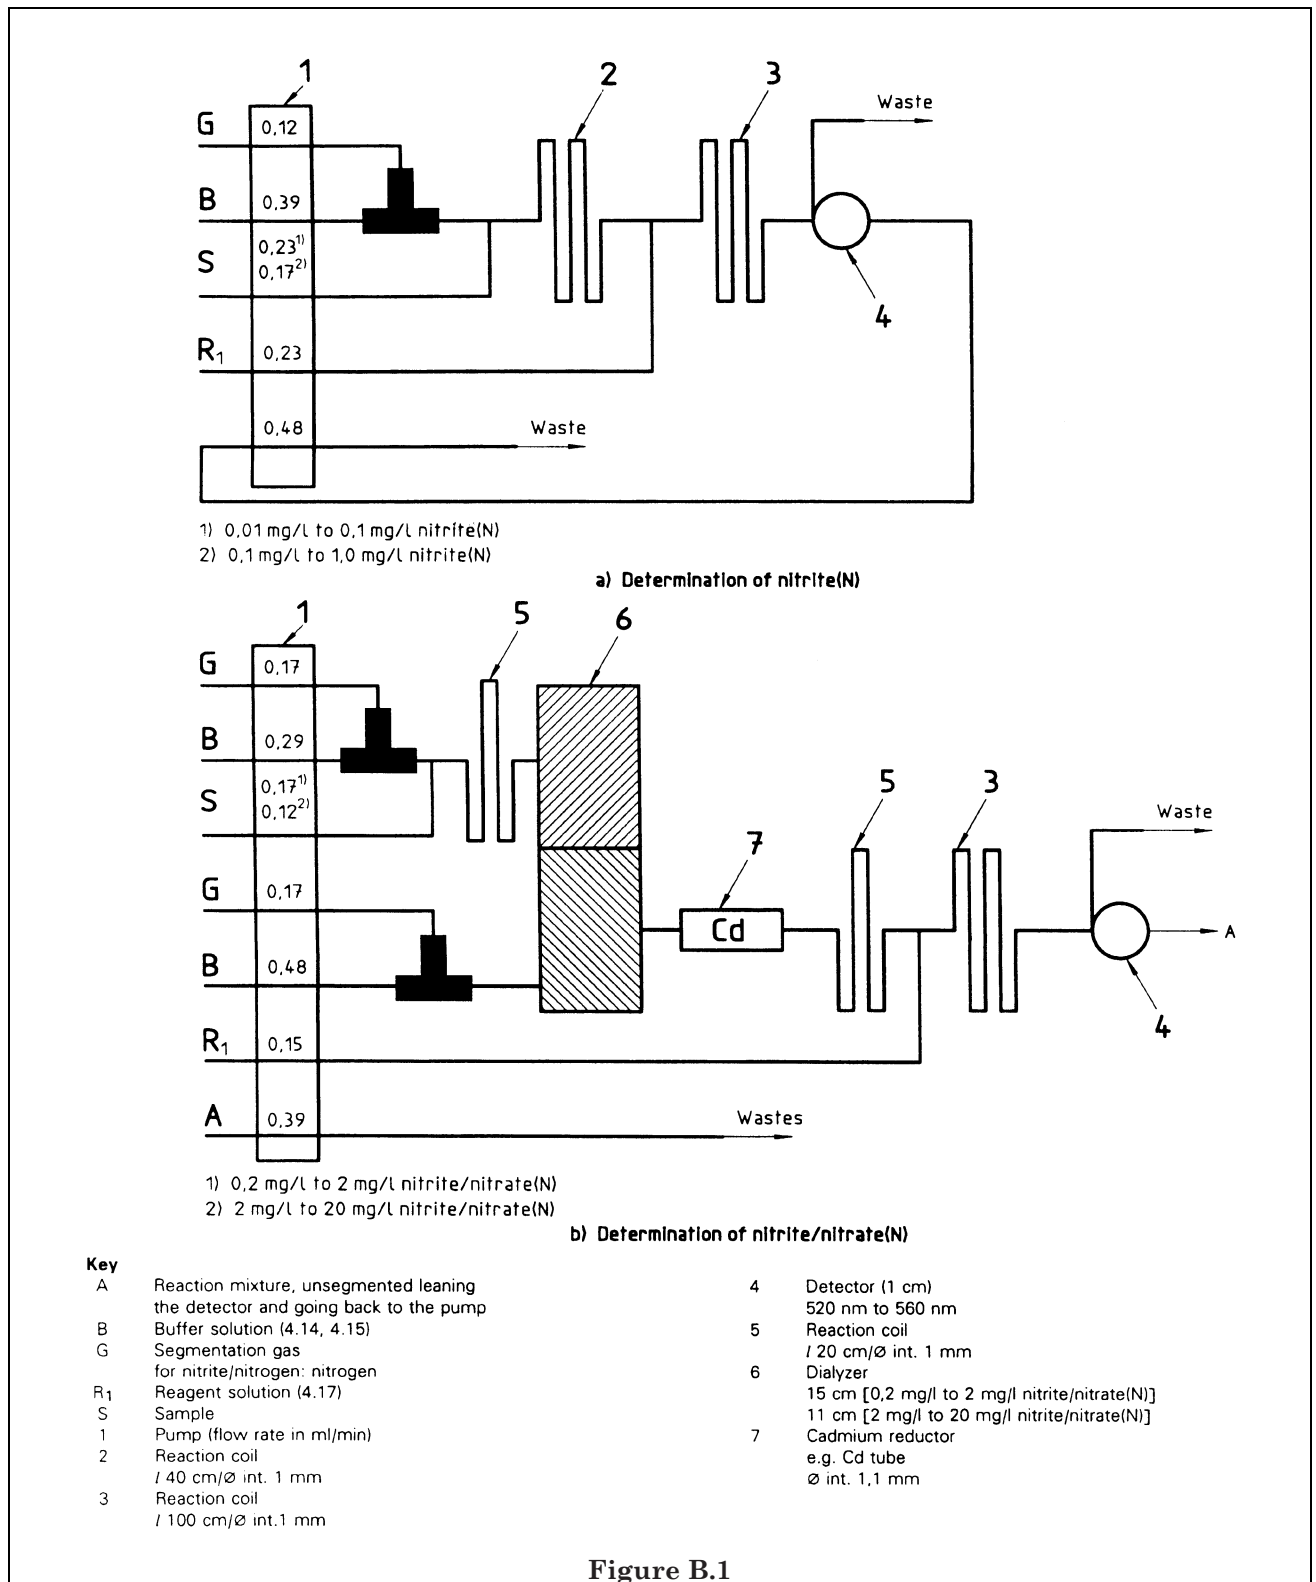 1
2
3
Waste
G
0,12
B
0,39
S
0,23¹⁾
0,17²⁾
4
R₁
0,23
0,48
Waste
1) 0,01 mg/l to 0,1 mg/l nitrite(N)
2) 0,1 mg/l to 1,0 mg/l nitrite(N)
a) Determination of nitrite(N)
1
5
6
G
0,17
B
0,29
S
0,17¹⁾
0,12²⁾
5
3
Waste
7
G
0,17
Cd
A
B
0,48
4
R₁
0,15
A
0,39
Wastes
1) 0,2 mg/l to 2 mg/l nitrite/nitrate(N)
2) 2 mg/l to 20 mg/l nitrite/nitrate(N)
b) Determination of nitrite/nitrate(N)
Key
A Reaction mixture, unsegmented leaning
the detector and going back to the pump
B Buffer solution (4.14, 4.15)
G Segmentation gas
for nitrite/nitrogen: nitrogen
R₁ Reagent solution (4.17)
S Sample
1 Pump (flow rate in ml/min)
2 Reaction coil
l 40 cm/Ø int. 1 mm
3 Reaction coil
l 100 cm/Ø int.1 mm
4 Detector (1 cm)
520 nm to 560 nm
5 Reaction coil
l 20 cm/Ø int. 1 mm
6 Dialyzer
15 cm [0,2 mg/l to 2 mg/l nitrite/nitrate(N)]
11 cm [2 mg/l to 20 mg/l nitrite/nitrate(N)]
7 Cadmium reductor
e.g. Cd tube
Ø int. 1,1 mm
Figure B.1